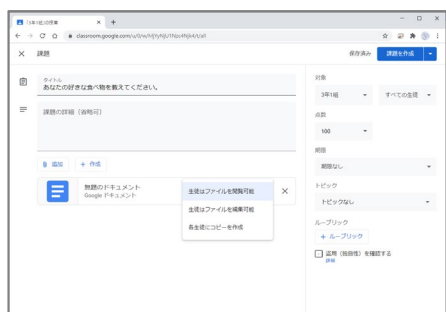 「3年1組」の授業
classroom.google.com/u/0/w/
課題
保存済み
課題を作成
タイトル
あなたの好きな食べ物を教えてください。
課題の詳細（省略可）
追加
+ 作成
無題のドキュメント
Google ドキュメント
生徒はファイルを閲覧可能
生徒はファイルを編集可能
各生徒にコピーを作成
対象
3年1組
すべての生徒
点数
100
期限
期限なし
トピック
トピックなし
ルーブリック
+ ルーブリック
盗用（独自性）を確認する
詳細